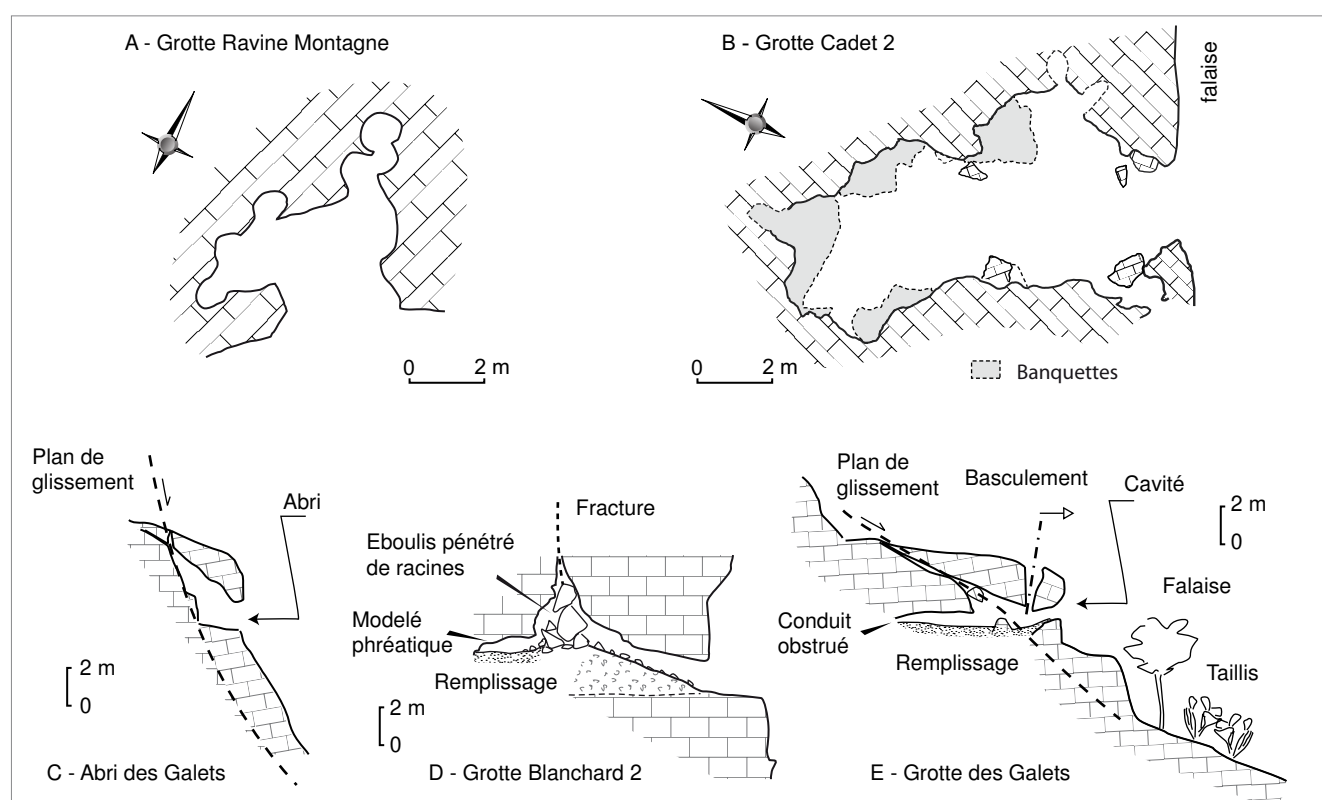 A - Grotte Ravine Montagne
0 2 m
B - Grotte Cadet 2
falaise
0 2 m
Banquettes
Plan de
glissement
Abri
2 m
0
C - Abri des Galets
Fracture
Eboulis pénétré
de racines
Modelé
phréatique
Remplissage
2 m
0
D - Grotte Blanchard 2
Plan de
glissement
Basculement
Cavité
2 m
0
Falaise
Conduit
obstrué
Remplissage
Taillis
E - Grotte des Galets